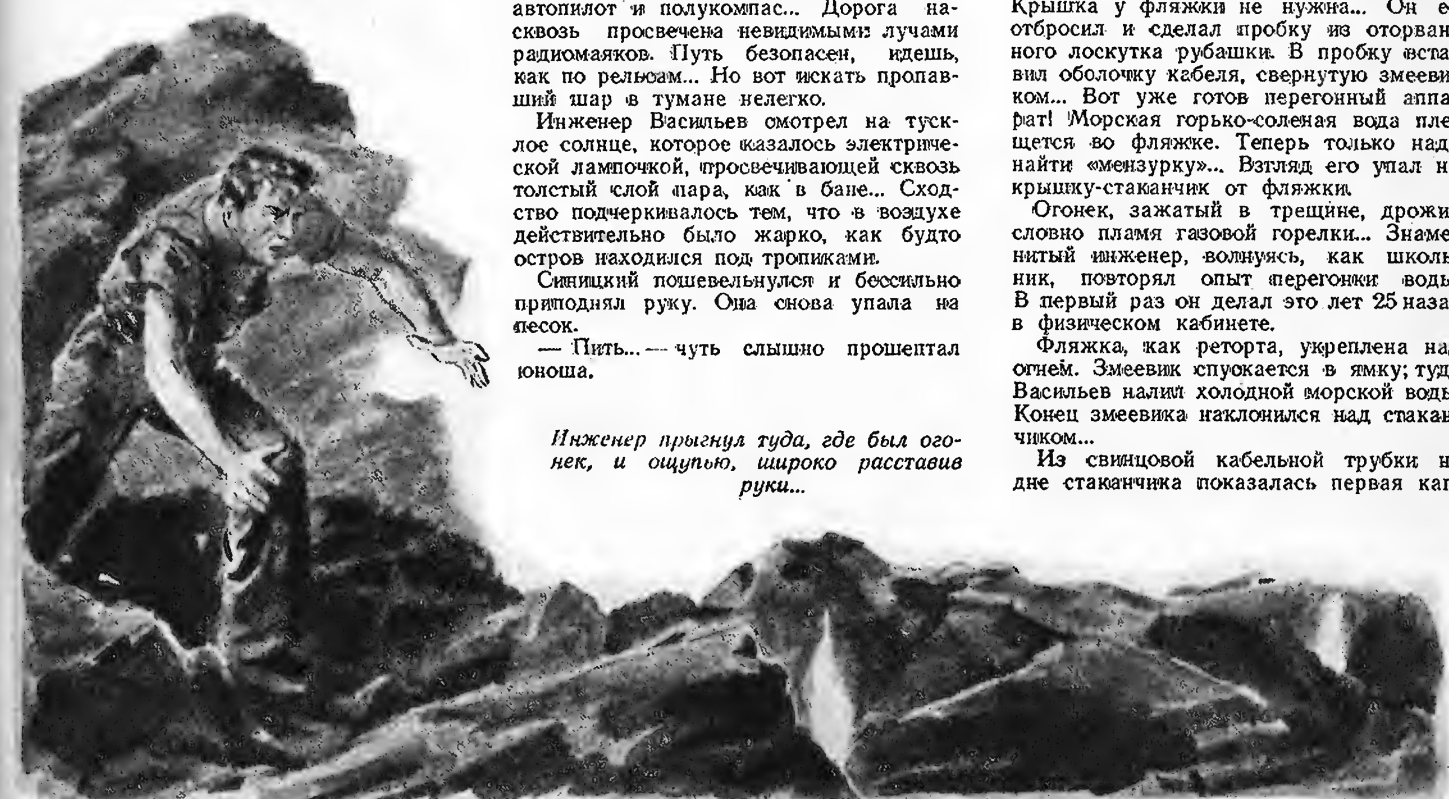 автопилот и полукомпас... Дорога на-
сквозь просвечена невидимыми лучами
радиомаяков. Путь безопасен, идешь,
как по рельсам... Но вот искать пропав-
ший шар в тумане нелегко.
Инженер Васильев смотрел на туск-
лое солнце, которое казалось электриче-
ской лампочкой, просвечивающей сквозь
толстый слой пара, как в бане... Сход-
ство подчеркивалось тем, что в воздухе
действительно было жарко, как будто
остров находился под тропиками.
Синицкий пошевельнулся и бессильно
приподнял руку. Она снова упала на
песок.
— Пить... — чуть слышно прошептал
юноша.
Инженер прыгнул туда, где был ого-
нек, и ощупью, широко расставив
руки...
Крышка у фляжки не нужна... Он е
отбросил и сделал пробку из оторван
ного лоскутка рубашки. В пробку вста
вил оболочку кабеля, свернутую змееви
ком... Вот уже готов перегонный аппа
рат! Морская горько-соленая вода пле
щется во фляжке. Теперь только над
найти «мензурку»... Взгляд его упал н
крышку-стаканчик от фляжки.
Огонек, зажатый в трещине, дрожи
словно пламя газовой горелки... Знаме
нитый инженер, волнуясь, как школь
ник, повторял опыт перегонки воды
В первый раз он делал это лет 25 наза
в физическом кабинете.
Фляжка, как реторта, укреплена на
огнем. Змеевик спускается в ямку; туд
Васильев налил холодной морской воды
Конец змеевика наклонился над стакан
чиком...
Из свинцовой кабельной трубки н
дне стаканчика показалась первая кап